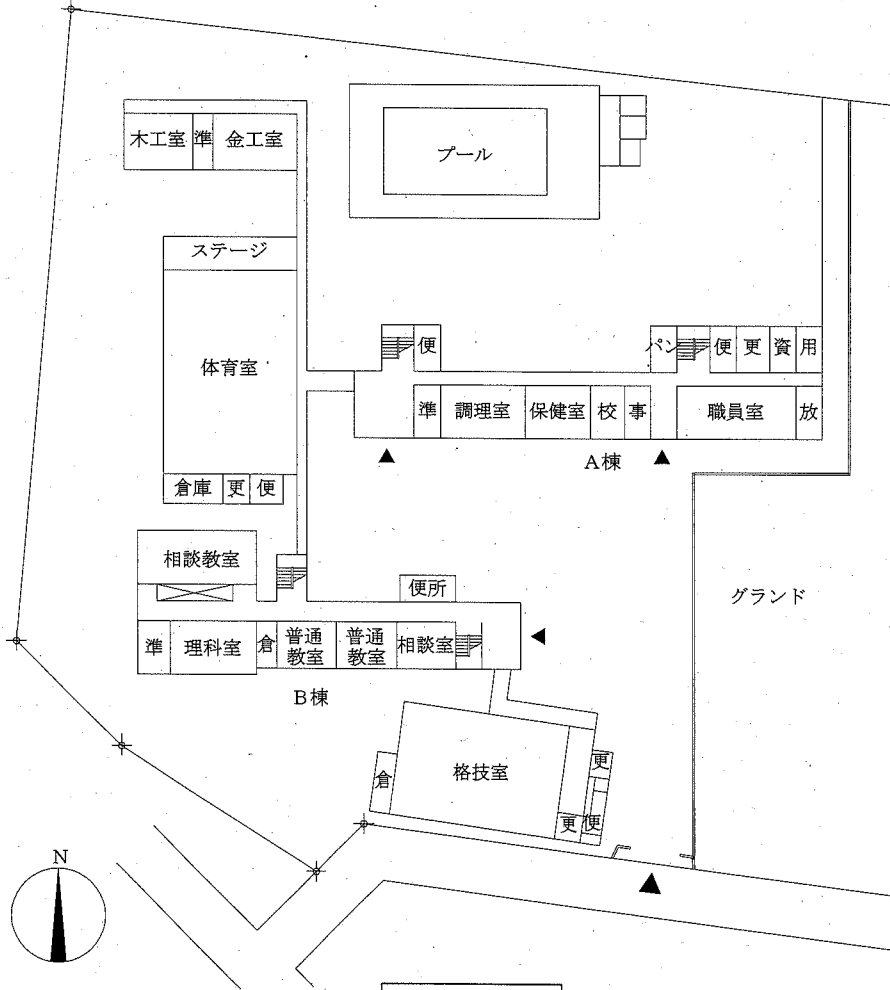 木工室
準
金工室
プール
ステージ
体育室
便
パン
便
更
資
用
準
調理室
保健室
校
事
職員室
放
A棟
倉庫
更
便
相談教室
便所
グランド
準
理科室
倉
普通
教室
普通
教室
相談室
B棟
倉
格技室
更
更
便
N